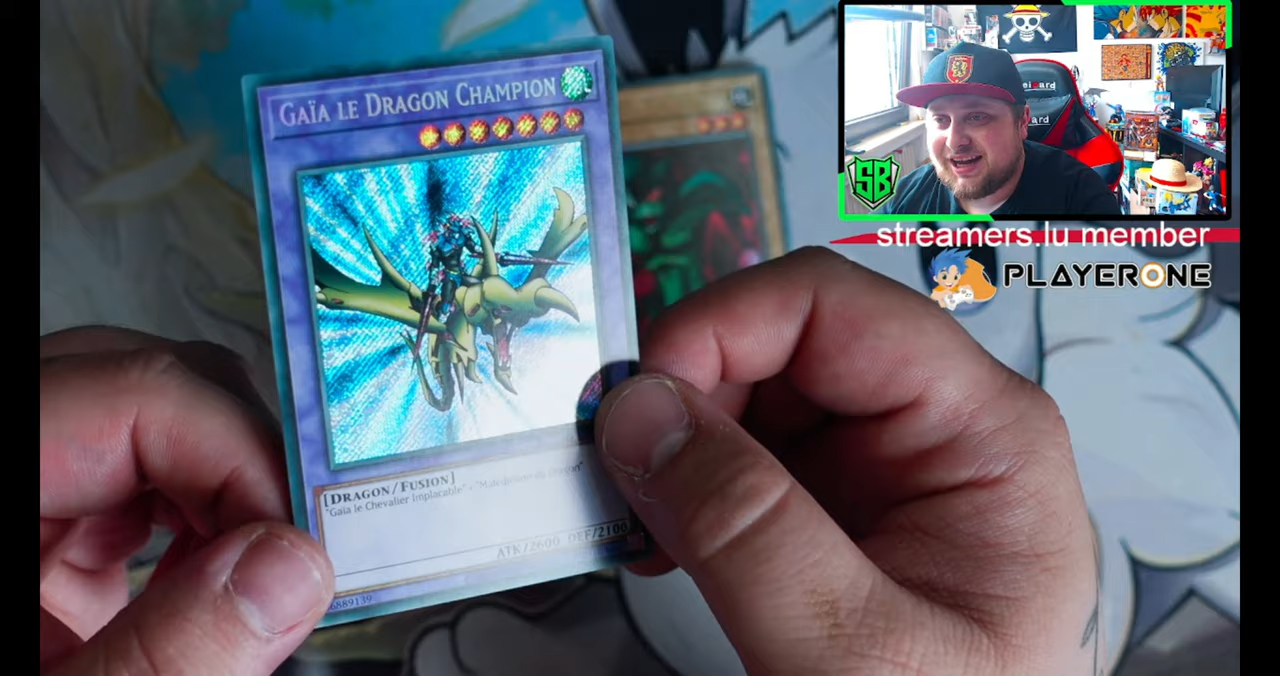 GAÏA LE DRAGON CHAMPION
[DRAGON/FUSION]
"Gaïa le Chevalier Implacable" + "Malédiction du Dragon"
ATK/2600 DEF/2100
6889139
SB
streamers.lu member
PLAYERONE